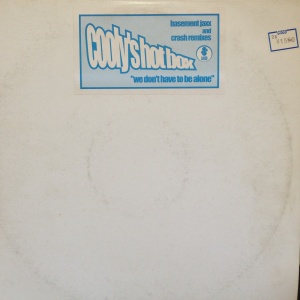 basement jaxx
and
crash remixes
cooly's hot box
"we don't have to be alone"